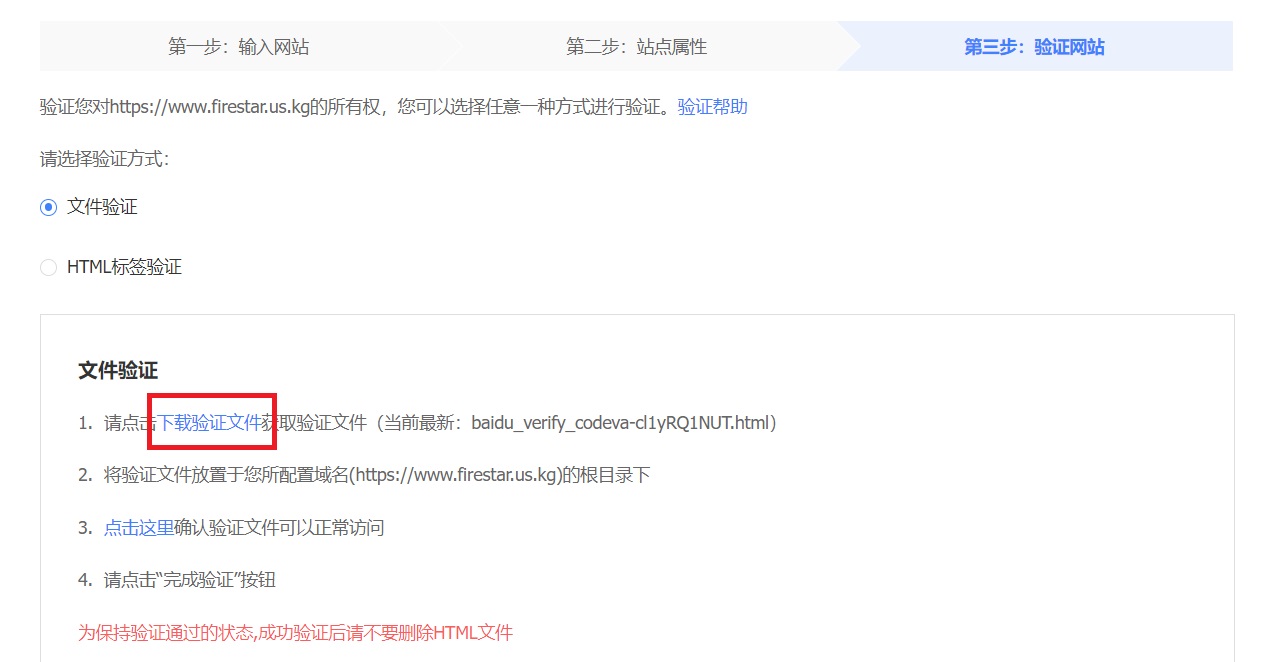 第一步：输入网站
第二步：站点属性
第三步：验证网站
验证您对https://www.firestar.us.kg的所有权，您可以选择任意一种方式进行验证。验证帮助
请选择验证方式：
文件验证
HTML标签验证
文件验证
1. 请点击下载验证文件获取验证文件（当前最新：baidu_verify_codeva-cl1yRQ1NUT.html）
2. 将验证文件放置于您所配置域名(https://www.firestar.us.kg)的根目录下
3. 点击这里确认验证文件可以正常访问
4. 请点击“完成验证”按钮
为保持验证通过的状态,成功验证后请不要删除HTML文件